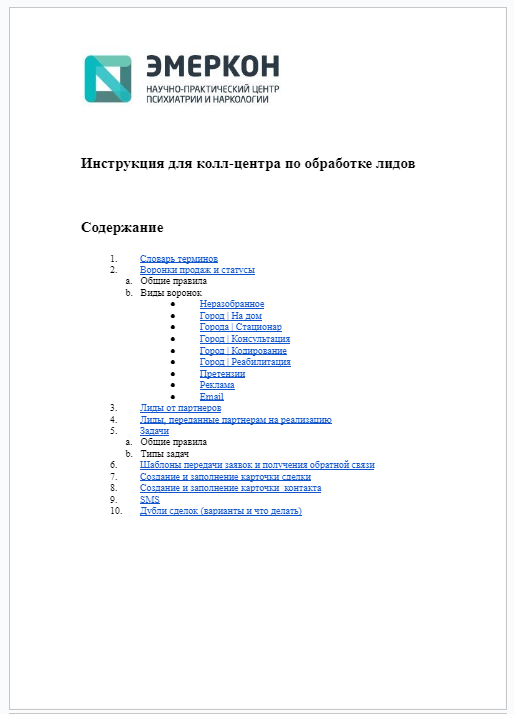 ЭМЕРКОН
НАУЧНО-ПРАКТИЧЕСКИЙ ЦЕНТР
ПСИХИАТРИИ И НАРКОЛОГИИ
Инструкция для колл-центра по обработке лидов
Содержание
1. Словарь терминов
2. Воронки продаж и статусы
a. Общие правила
b. Виды воронок
● Неразобранное
● Город | На дом
● Города | Стационар
● Город | Консультация
● Город | Кодирование
● Город | Реабилитация
● Претензии
● Реклама
● Email
3. Лиды от партнеров
4. Лиды, переданные партнерам на реализацию
5. Задачи
a. Общие правила
b. Типы задач
6. Шаблоны передачи заявок и получения обратной связи
7. Создание и заполнение карточки сделки
8. Создание и заполнение карточки контакта
9. SMS
10. Дубли сделок (варианты и что делать)